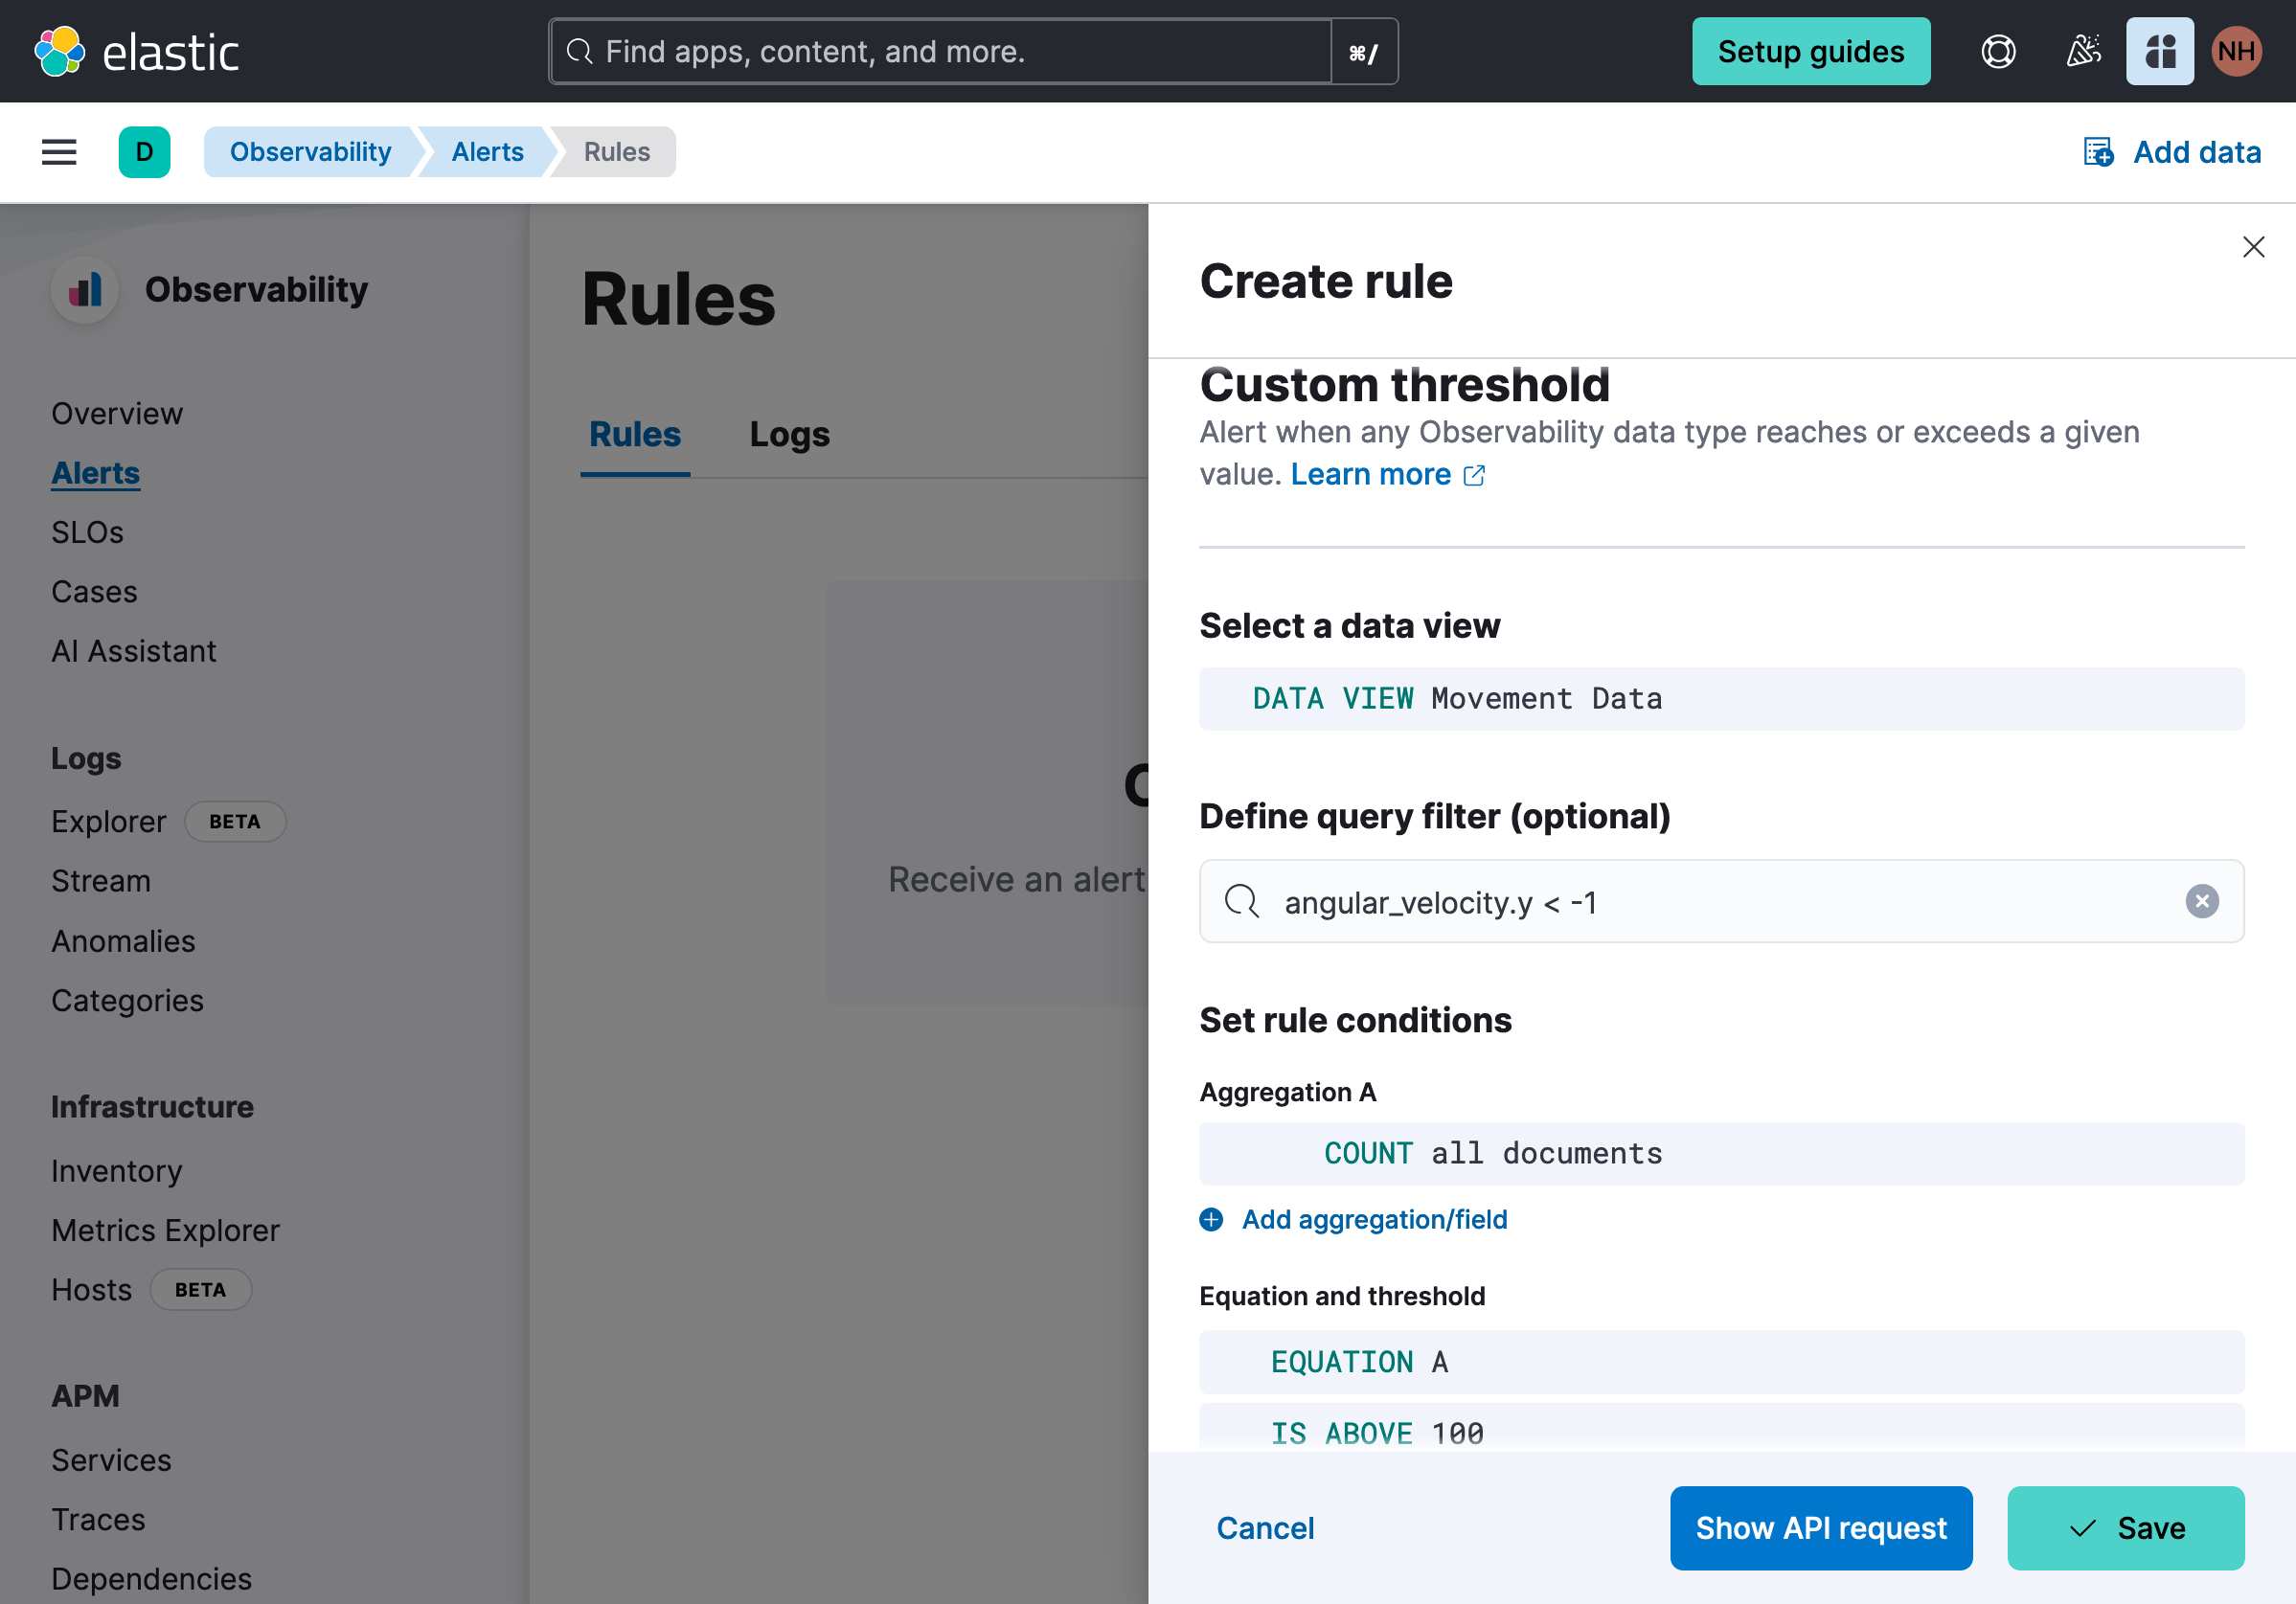 elastic
Find apps, content, and more.
⌘/
Setup guides
NH
D
Observability
Alerts
Rules
Add data
Observability
Overview
Alerts
SLOs
Cases
AI Assistant
Logs
Explorer BETA
Stream
Anomalies
Categories
Infrastructure
Inventory
Metrics Explorer
Hosts BETA
APM
Services
Traces
Dependencies
Rules
Rules
Logs
Receive an alert
Create rule
Custom threshold
Alert when any Observability data type reaches or exceeds a given
value. Learn more
Select a data view
DATA VIEW Movement Data
Define query filter (optional)
angular_velocity.y < -1
Set rule conditions
Aggregation A
COUNT all documents
Add aggregation/field
Equation and threshold
EQUATION A
IS ABOVE 100
Cancel
Show API request
Save